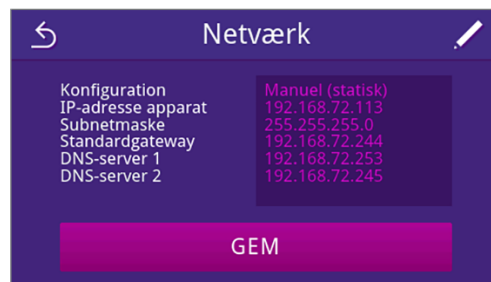 Netværk
Konfiguration Manuel (statisk)
IP-adresse apparat 192.168.72.113
Subnetmaske 255.255.255.0
Standardgateway 192.168.72.244
DNS-server 1 192.168.72.253
DNS-server 2 192.168.72.245
GEM